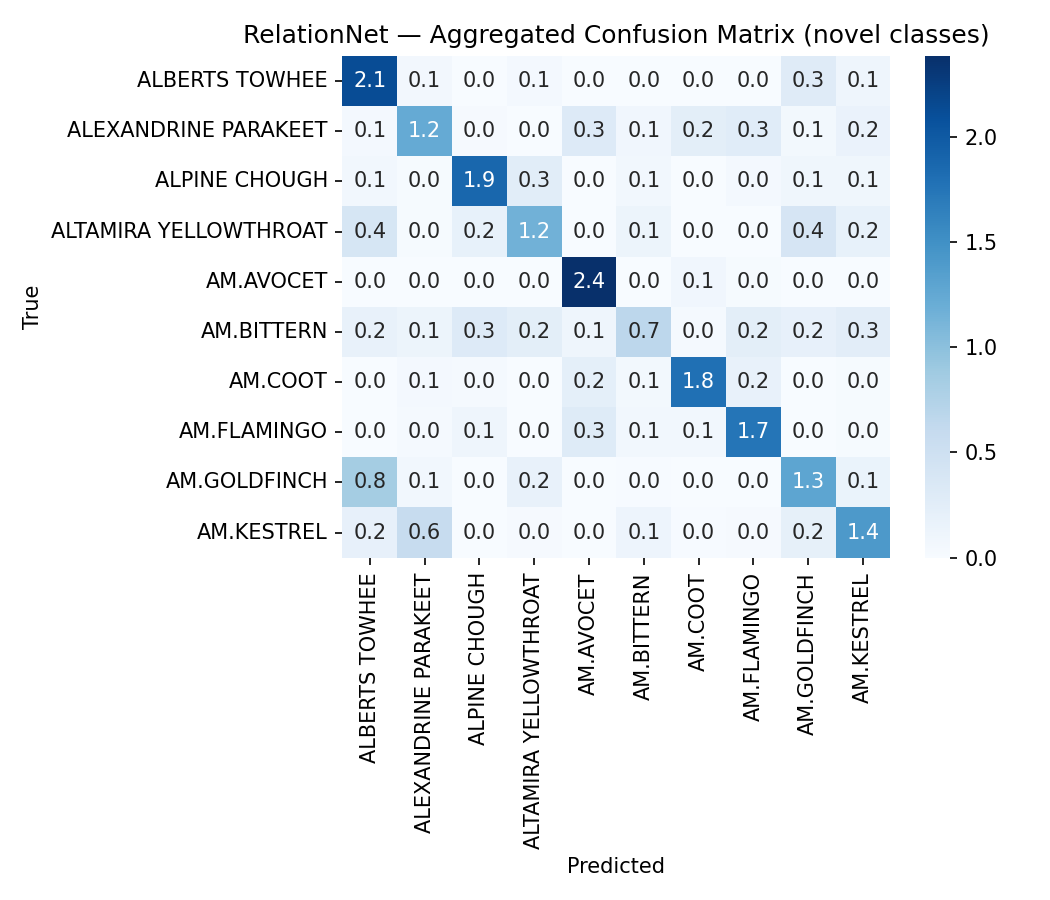 RelationNet — Aggregated Confusion Matrix (novel classes)
ALBERTS TOWHEE 2.1 0.1 0.0 0.1 0.0 0.0 0.0 0.0 0.3 0.1
ALEXANDRINE PARAKEET 0.1 1.2 0.0 0.0 0.3 0.1 0.2 0.3 0.1 0.2
ALPINE CHOUGH 0.1 0.0 1.9 0.3 0.0 0.1 0.0 0.0 0.1 0.1
ALTAMIRA YELLOWTHROAT 0.4 0.0 0.2 1.2 0.0 0.1 0.0 0.0 0.4 0.2
AM.AVOCET 0.0 0.0 0.0 0.0 2.4 0.0 0.1 0.0 0.0 0.0
AM.BITTERN 0.2 0.1 0.3 0.2 0.1 0.7 0.0 0.2 0.2 0.3
AM.COOT 0.0 0.1 0.0 0.0 0.2 0.1 1.8 0.2 0.0 0.0
AM.FLAMINGO 0.0 0.0 0.1 0.0 0.3 0.1 0.1 1.7 0.0 0.0
AM.GOLDFINCH 0.8 0.1 0.0 0.2 0.0 0.0 0.0 0.0 1.3 0.1
AM.KESTREL 0.2 0.6 0.0 0.0 0.0 0.1 0.0 0.0 0.2 1.4
True
ALBERTS TOWHEE
ALEXANDRINE PARAKEET
ALPINE CHOUGH
ALTAMIRA YELLOWTHROAT
AM.AVOCET
AM.BITTERN
AM.COOT
AM.FLAMINGO
AM.GOLDFINCH
AM.KESTREL
Predicted
2.0
1.5
1.0
0.5
0.0